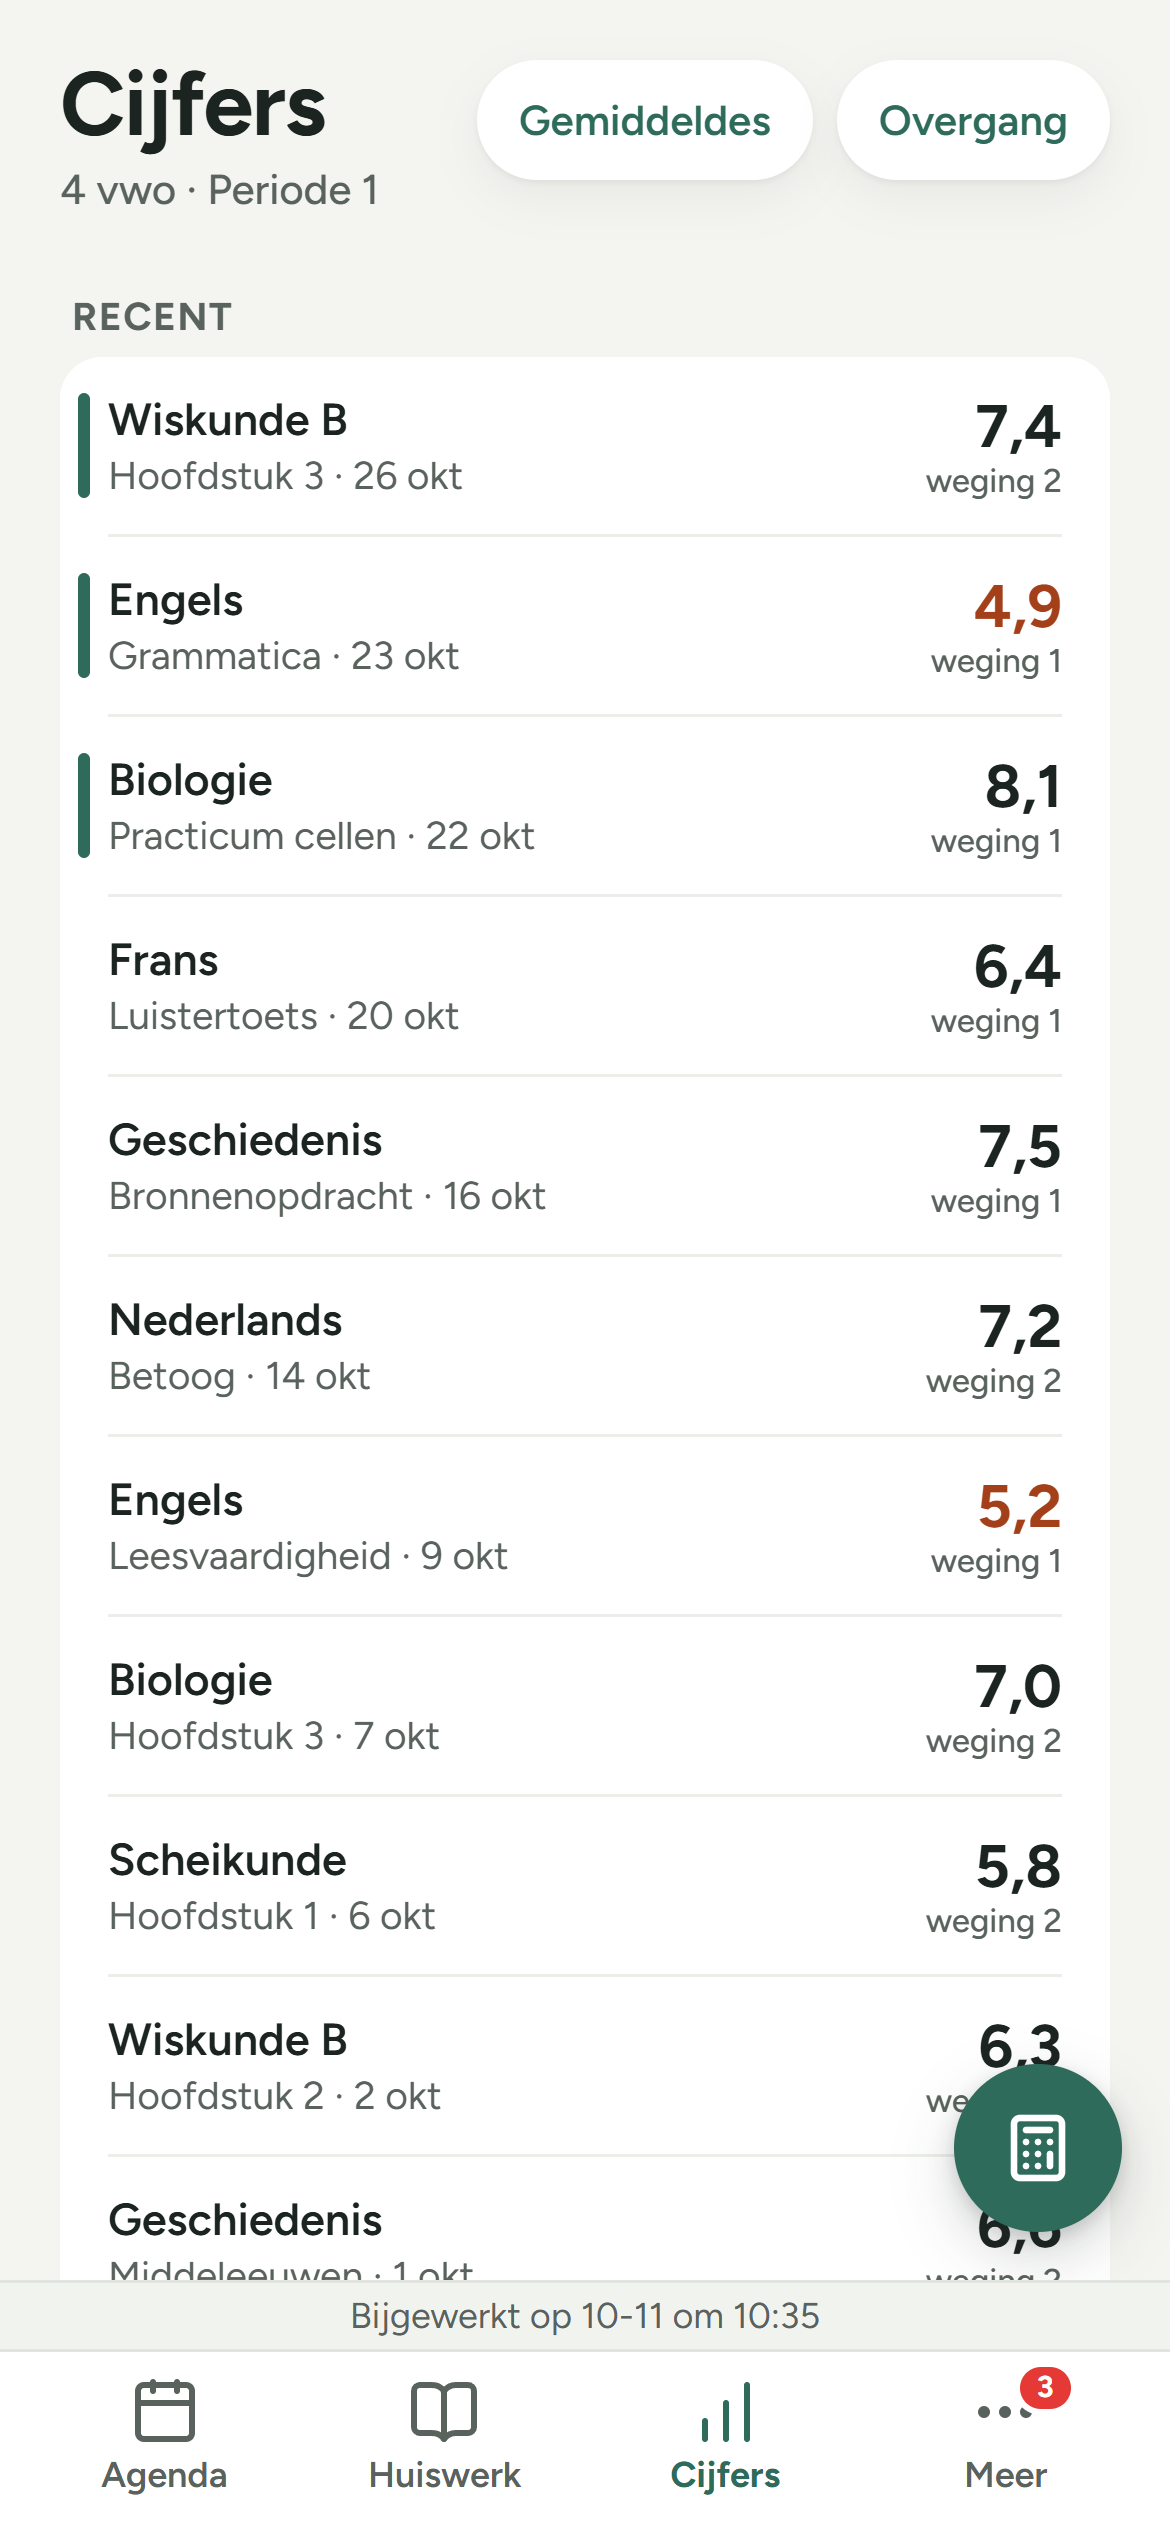 Cijfers
4 vwo · Periode 1
Gemiddeldes
Overgang
RECENT
Wiskunde B
7,4
Hoofdstuk 3 · 26 okt
weging 2
Engels
4,9
Grammatica · 23 okt
weging 1
Biologie
8,1
Practicum cellen · 22 okt
weging 1
Frans
6,4
Luistertoets · 20 okt
weging 1
Geschiedenis
7,5
Bronnenopdracht · 16 okt
weging 1
Nederlands
7,2
Betoog · 14 okt
weging 2
Engels
5,2
Leesvaardigheid · 9 okt
weging 1
Biologie
7,0
Hoofdstuk 3 · 7 okt
weging 2
Scheikunde
5,8
Hoofdstuk 1 · 6 okt
weging 2
Wiskunde B
6,3
Hoofdstuk 2 · 2 okt
Geschiedenis
Middeleeuwen · 1 okt
weging 2
Bijgewerkt op 10-11 om 10:35
3
Agenda
Huiswerk
Cijfers
Meer